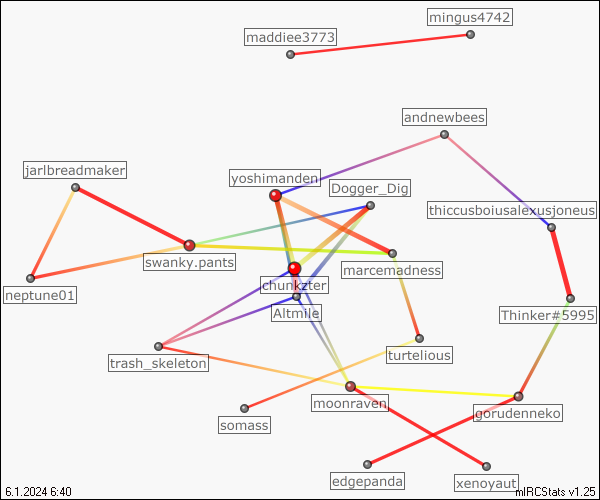 mingus4742
maddiee3773
andnewbees
jarlbreadmaker
yoshimanden
Dogger_Dig
thiccusboiusalexusjoneus
swanky.pants
marcemadness
chunkzter
neptune01
Altmile
Thinker#5995
trash_skeleton
turtelious
moonraven
gorudenneko
somass
edgepanda
xenoyaut
6.1.2024 6:40
mIRCStats v1.25